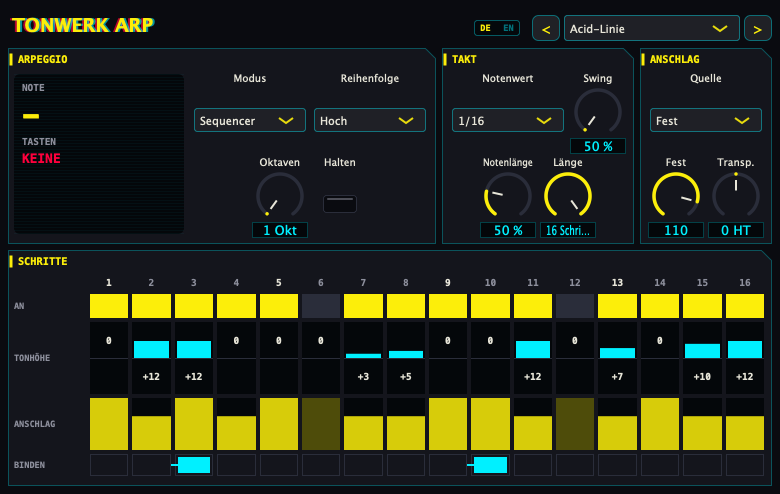 TONWERK ARP
DE EN < Acid-Linie >
ARPEGGIO
NOTE
TASTEN
KEINE
Modus Reihenfolge
Sequencer Hoch
Oktaven Halten
1 Okt
TAKT
Notenwert Swing
1/16
50 %
Notenlänge Länge
50 % 16 Schri...
ANSCHLAG
Quelle
Fest
Fest Transp.
110 0 HT
SCHRITTE
1 2 3 4 5 6 7 8 9 10 11 12 13 14 15 16
AN
TONHÖHE
0 0 0 0 0 0 0 0
+12 +12 +3 +5 +12 +7 +10 +12
ANSCHLAG
BINDEN